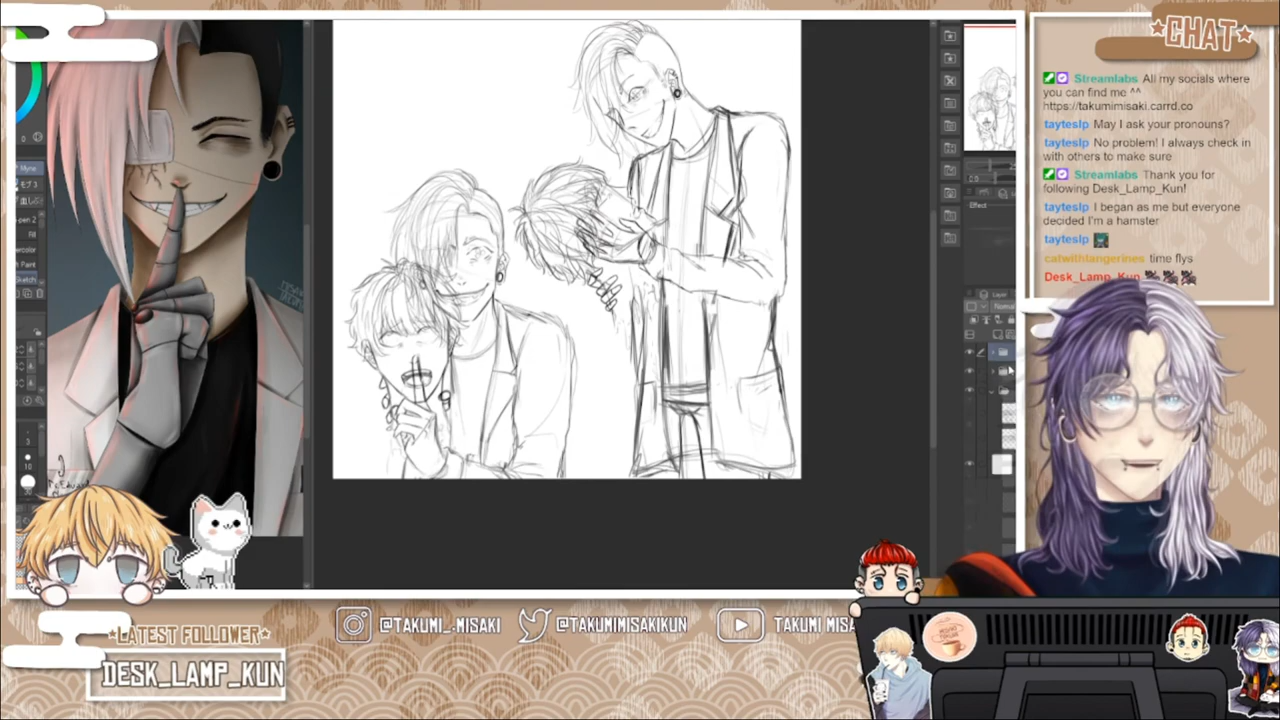 *CHAT*
Streamlabs All my socials where
you can find me ^^
https://takumimisaki.carrd.co
tayteslp May I ask your pronouns?
tayteslp No problem! I always check in
with others to make sure
Streamlabs Thank you for
following Desk_Lamp_Kun!
tayteslp I began as me but everyone
decided I'm a hamster
tayteslp
catwithtangerines time flys
Desk_Lamp_Kun
Effect
Layer
*LATEST FOLLOWER*
DESK_LAMP_KUN
@TAKUMI_.MISAKI
@TAKUMIMISAKIKUN
TAKUMI MISA